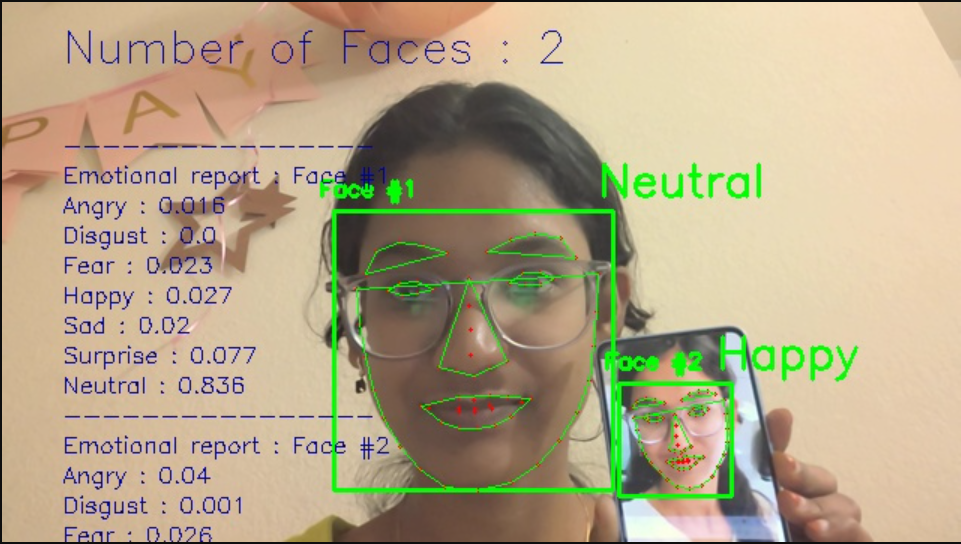 Number of Faces : 2
P A Y
----------------
Emotional report : Face #1
Angry : 0.016
Disgust : 0.0
Fear : 0.023
Happy : 0.027
Sad : 0.02
Surprise : 0.077
Neutral : 0.836
----------------
Emotional report : Face #2
Angry : 0.04
Disgust : 0.001
Fear : 0.026
Face #1
Neutral
Face #2
Happy